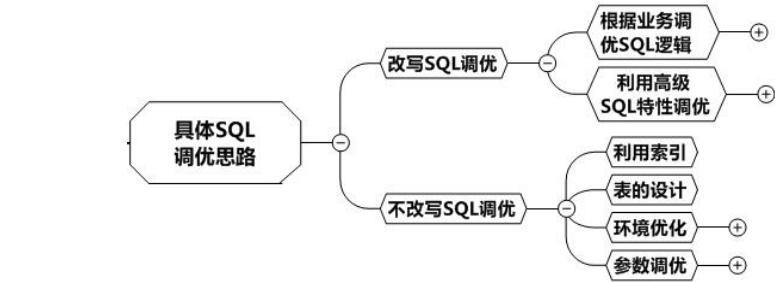 具体SQL
调优思路
改写SQL调优
根据业务调
优SQL逻辑
利用高级
SQL特性调优
不改写SQL调优
利用索引
表的设计
环境优化
参数调优